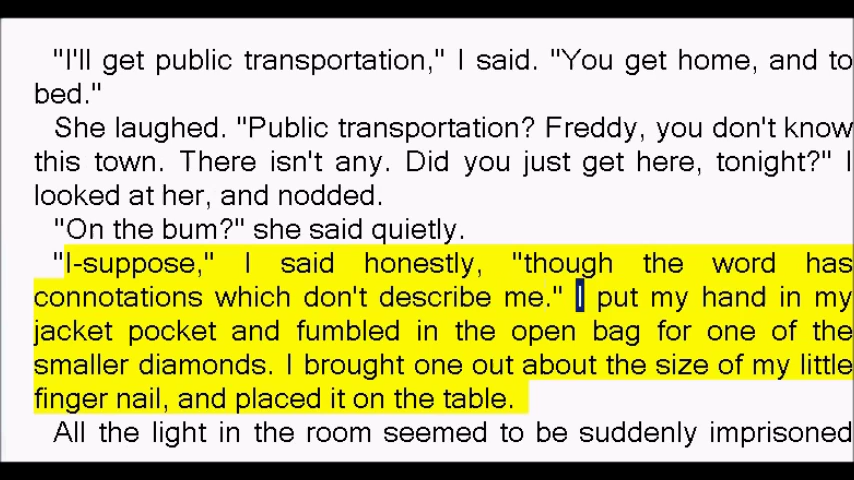 "I'll get public transportation," I said. "You get home, and to
bed."
She laughed. "Public transportation? Freddy, you don't know
this town. There isn't any. Did you just get here, tonight?" I
looked at her, and nodded.
"On the bum?" she said quietly.
"I-suppose," I said honestly, "though the word has
connotations which don't describe me." I put my hand in my
jacket pocket and fumbled in the open bag for one of the
smaller diamonds. I brought one out about the size of my little
finger nail, and placed it on the table.
All the light in the room seemed to be suddenly imprisoned